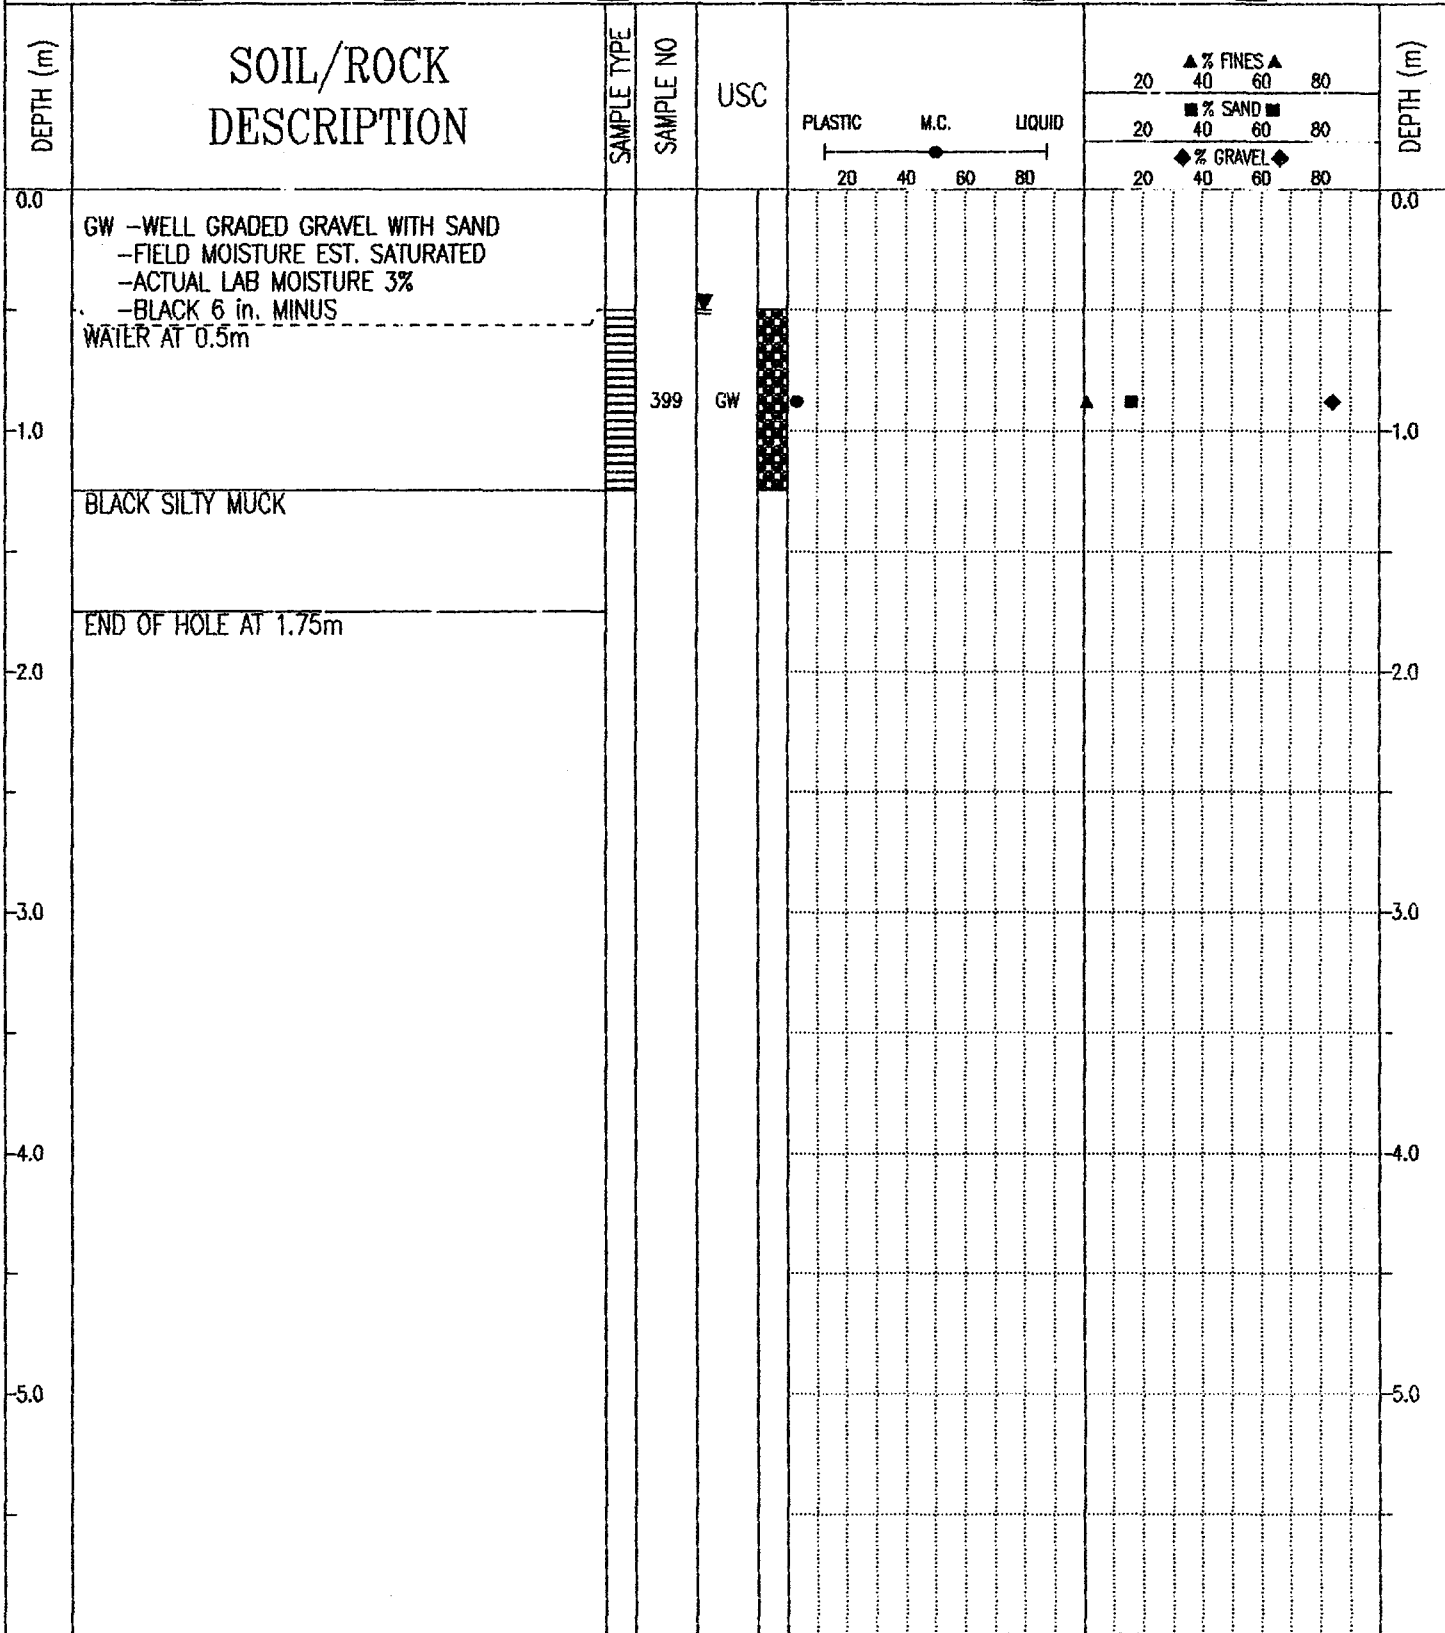 DEPTH (m)
SOIL/ROCK
DESCRIPTION
SAMPLE TYPE
SAMPLE NO
USC
PLASTIC M.C. LIQUID
20 40 60 80
▲ % FINES ▲
20 40 60 80
■ % SAND ■
20 40 60 80
◆ % GRAVEL ◆
20 40 60 80
DEPTH (m)
0.0 0.0
GW -WELL GRADED GRAVEL WITH SAND
-FIELD MOISTURE EST. SATURATED
-ACTUAL LAB MOISTURE 3%
-BLACK 6 in. MINUS
WATER AT 0.5m
399 GW
1.0 1.0
BLACK SILTY MUCK
END OF HOLE AT 1.75m
2.0 2.0
3.0 3.0
4.0 4.0
5.0 5.0